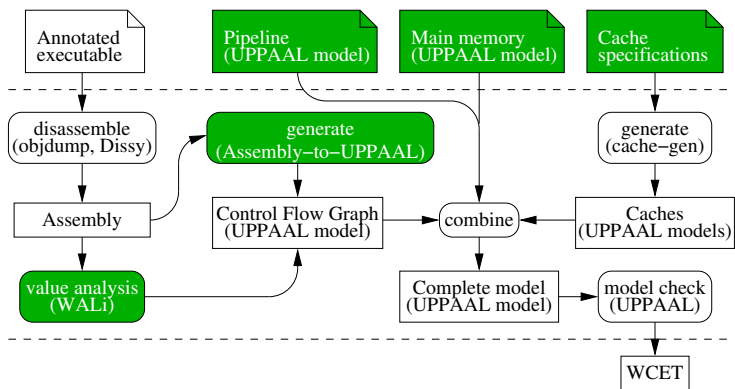 Annotated
executable
Pipeline
(UPPAAL model)
Main memory
(UPPAAL model)
Cache
specifications
disassemble
(objdump, Dissy)
generate
(Assembly−to−UPPAAL)
generate
(cache−gen)
Assembly
Control Flow Graph
(UPPAAL model)
combine
Caches
(UPPAAL models)
value analysis
(WALi)
Complete model
(UPPAAL model)
model check
(UPPAAL)
WCET